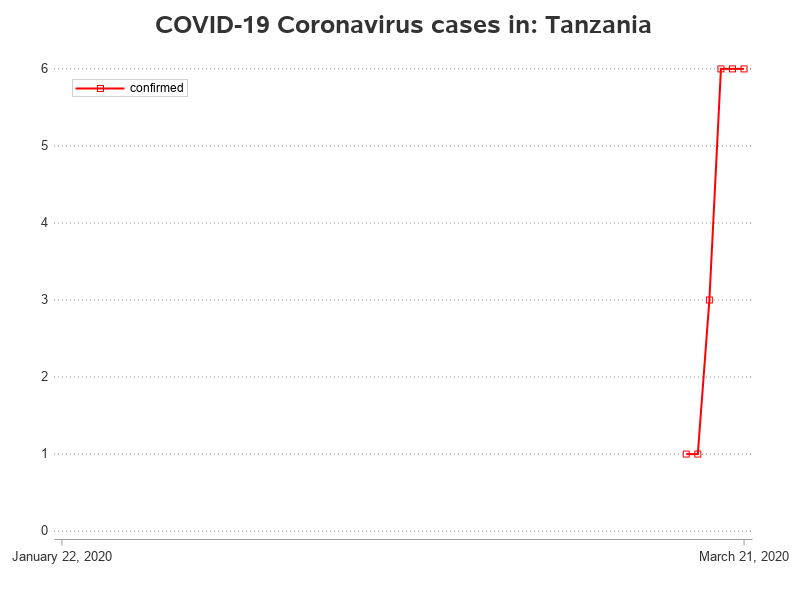 COVID-19 Coronavirus cases in: Tanzania
confirmed
6
5
4
3
2
1
0
January 22, 2020
March 21, 2020